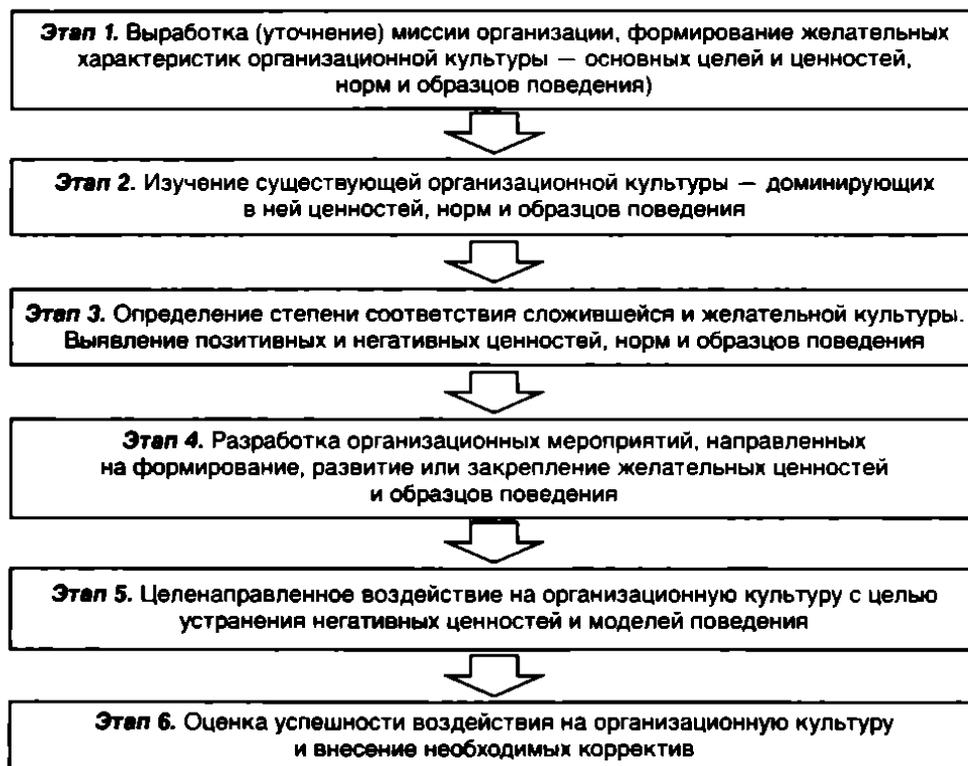 Этап 1. Выработка (уточнение) миссии организации, формирование желательных
характеристик организационной культуры — основных целей и ценностей,
норм и образцов поведения)
Этап 2. Изучение существующей организационной культуры — доминирующих
в ней ценностей, норм и образцов поведения
Этап 3. Определение степени соответствия сложившейся и желательной культуры.
Выявление позитивных и негативных ценностей, норм и образцов поведения
Этап 4. Разработка организационных мероприятий, направленных
на формирование, развитие или закрепление желательных ценностей
и образцов поведения
Этап 5. Целенаправленное воздействие на организационную культуру с целью
устранения негативных ценностей и моделей поведения
Этап 6. Оценка успешности воздействия на организационную культуру
и внесение необходимых корректив